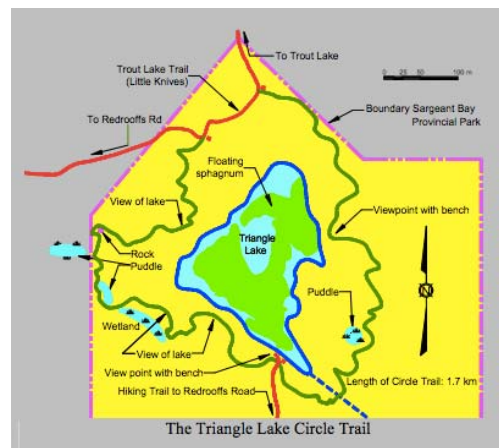 To Trout Lake
Trout Lake Trail
(Little Knives)
0 25 50 100 m
Boundary Sargeant Bay
Provincial Park
To Redrooffs Rd
Floating
sphagnum
View of lake
Viewpoint with bench
Triangle
Lake
Rock
Puddle
Puddle
N
Wetland
View of lake
View point with bench
Length of Circle Trail: 1.7 km
Hiking Trail to Redrooffs Road
The Triangle Lake Circle Trail